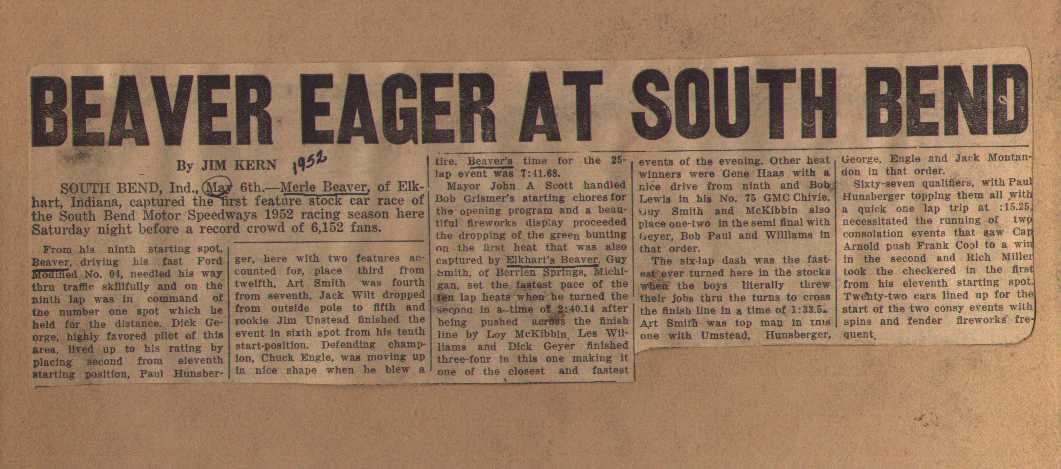 BEAVER EAGER AT SOUTH BEND
By JIM KERN
1952
SOUTH BEND, Ind., May 6th.—Merle Beaver, of Elk-
hart, Indiana, captured the first feature stock car race of
the South Bend Motor Speedways 1952 racing season here
Saturday night before a record crowd of 6,152 fans.
From his ninth starting spot,
Beaver, driving his fast Ford
Modified No. 04, needled his way
thru traffic skillfully and on the
ninth lap was in command of
the number one spot which he
held for the distance. Dick Ge-
orge, highly favored pilot of this
area, lived up to his rating by
placing second from eleventh
starting position, Paul Hunsber-
ger, here with two features ac-
counted for, place third from
twelfth, Art Smith was fourth
from seventh, Jack Wilt dropped
from outside pole to fifth and
rookie Jim Unstead finished the
event in sixth spot from his tenth
start-position. Defending champ-
ion, Chuck Engle, was moving up
in nice shape when he blew a
tire. Beaver's time for the 25-
lap event was T:41.68.
Mayor John A Scott handled
Bob Grismer's starting chores for
the opening program and a beau-
tiful fireworks display proceeded
the dropping of the green bunting
on the first heat that was also
captured by Elkhart's Beaver, Guy
Smith, of Berrien Springs, Michi-
gan, set the fastest pace of the
ten lap heats when he turned the
second in a time of 2:40.14 after
being pushed across the finish
line by Loy McKibbin, Les Wil-
liams and Dick Geyer finished
three-four in this one making it
one of the closest and fastest
events of the evening. Other heat
winners were Gene Haas with a
nice drive from ninth and Bob
Lewis in his No. 75 GMC Chivie.
Guy Smith and McKibbin also
place one-two in the semi final with
Geyer, Bob Paul and Williams in
that order.
The six-lap dash was the fast-
est ever turned here in the stocks
when the boys literally threw
their jobs thru the turns to cross
the finish line in a time of 1:33.5.
Art Smith was top man in this
one with Umstead, Hunsberger,
George, Engle and Jack Montan-
don in that order.
Sixty-seven qualifiers, with Paul
Hunsberger topping them all with
a quick one lap trip at :15.25,
necessitated the running of two
consolation events that saw Cap
Arnold push Frank Cool to a win
in the second and Rich Miller
took the checkered in the first
from his eleventh starting spot.
Twenty-two cars lined up for the
start of the two consy events with
spins and fender fireworks fre-
quent.